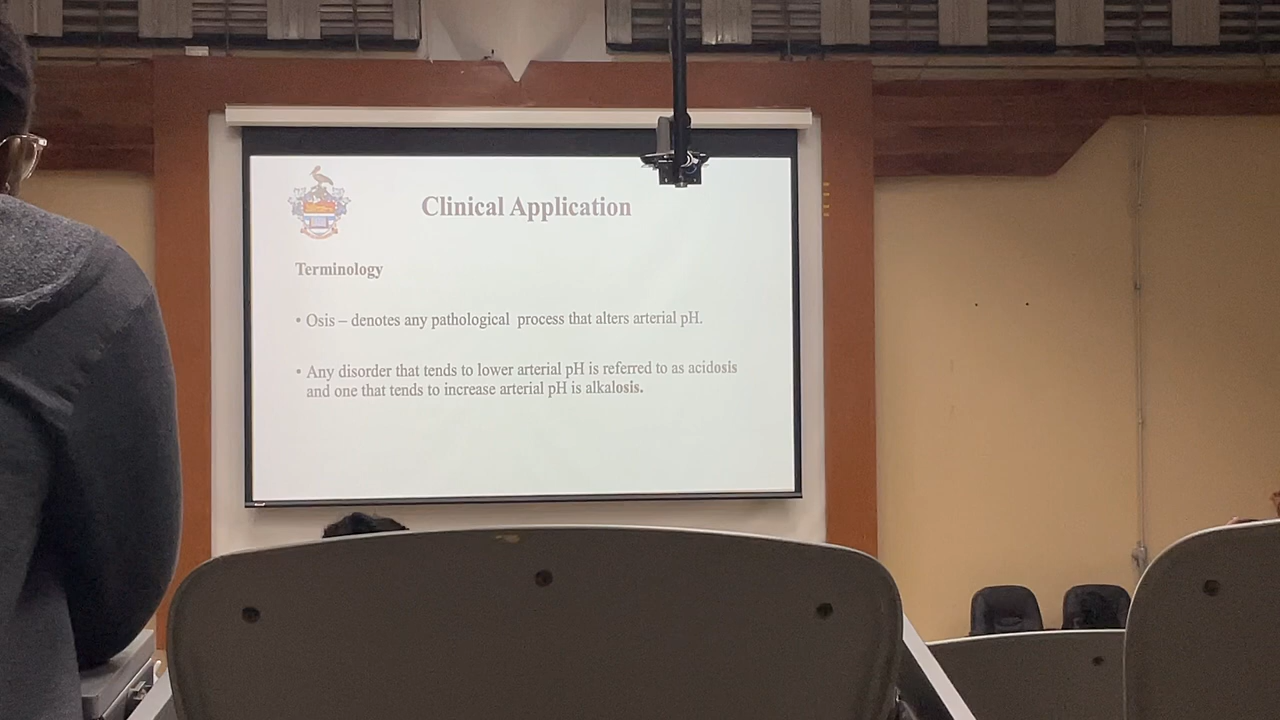 Clinical Application
Terminology
• Osis – denotes any pathological process that alters arterial pH.
• Any disorder that tends to lower arterial pH is referred to as acidosis
and one that tends to increase arterial pH is alkalosis.